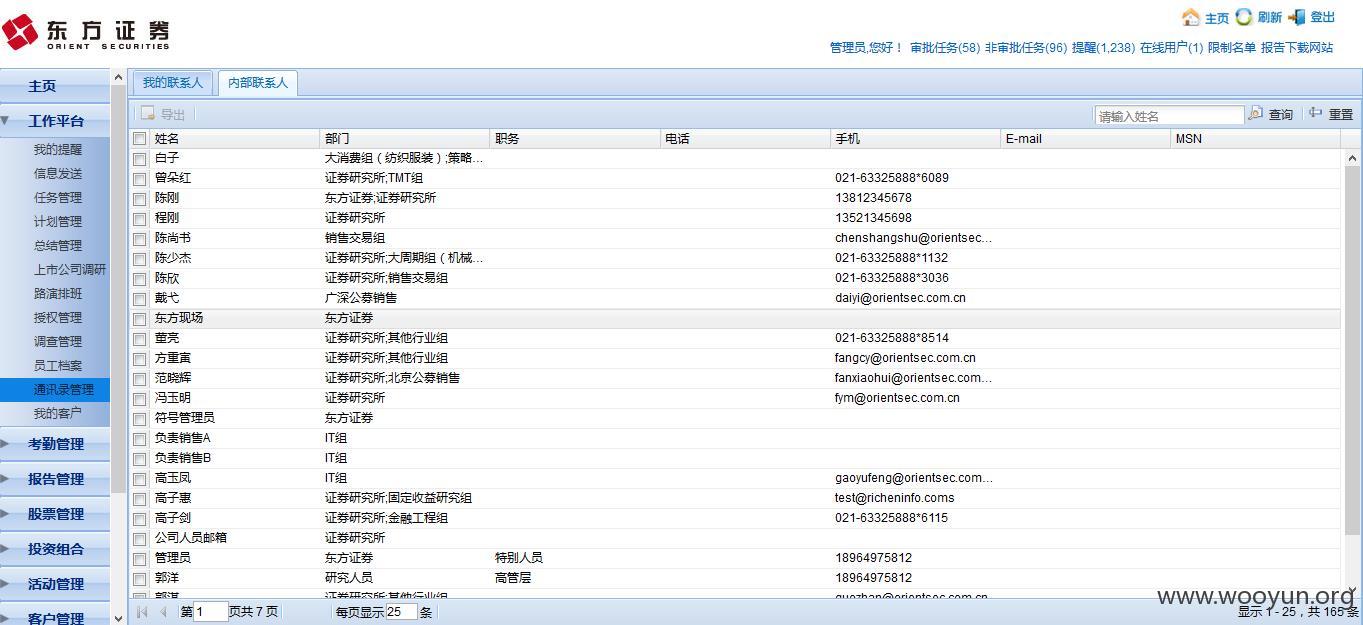 东方证券
ORIENT SECURITIES
主页 刷新 登出
管理员,您好！ 审批任务(58) 非审批任务(96) 提醒(1,238) 在线用户(1) 限制名单 报告下载网站
主页
工作平台
我的提醒
信息发送
任务管理
计划管理
总结管理
上市公司调研
路演排班
授权管理
调查管理
员工档案
通讯录管理
我的客户
考勤管理
报告管理
股票管理
投资组合
活动管理
客户管理
我的联系人 内部联系人
导出 请输入姓名 查询 重置
姓名 部门 职务 电话 手机 E-mail MSN
白子 大消费组（纺织服装）;策略...
曾朵红 证券研究所;TMT组 021-63325888*6089
陈刚 东方证券;证券研究所 13812345678
程刚 证券研究所 13521345698
陈尚书 销售交易组 chenshangshu@orientsec...
陈少杰 证券研究所;大周期组（机械... 021-63325888*1132
陈欣 证券研究所;销售交易组 021-63325888*3036
戴弋 广深公募销售 daiyi@orientsec.com.cn
东方现场 东方证券
董亮 证券研究所;其他行业组 021-63325888*8514
方重寅 证券研究所;其他行业组 fangcy@orientsec.com.cn
范晓辉 证券研究所;北京公募销售 fanxiaohui@orientsec.com...
冯玉明 证券研究所 fym@orientsec.com.cn
符号管理员 东方证券
负责销售A IT组
负责销售B IT组
高玉凤 IT组 gaoyufeng@orientsec.com...
高子惠 证券研究所;固定收益研究组 test@richeninfo.coms
高子剑 证券研究所;金融工程组 021-63325888*6115
公司人员邮箱 证券研究所
管理员 东方证券 特别人员 18964975812
郭洋 研究人员 高管层 18964975812
证券研究所;其他行业组 guozhan@orientsec.com.cn
第 1 页共 7 页 每页显示 25 条 显示 1 - 25，共 165 条
www.wooyun.org